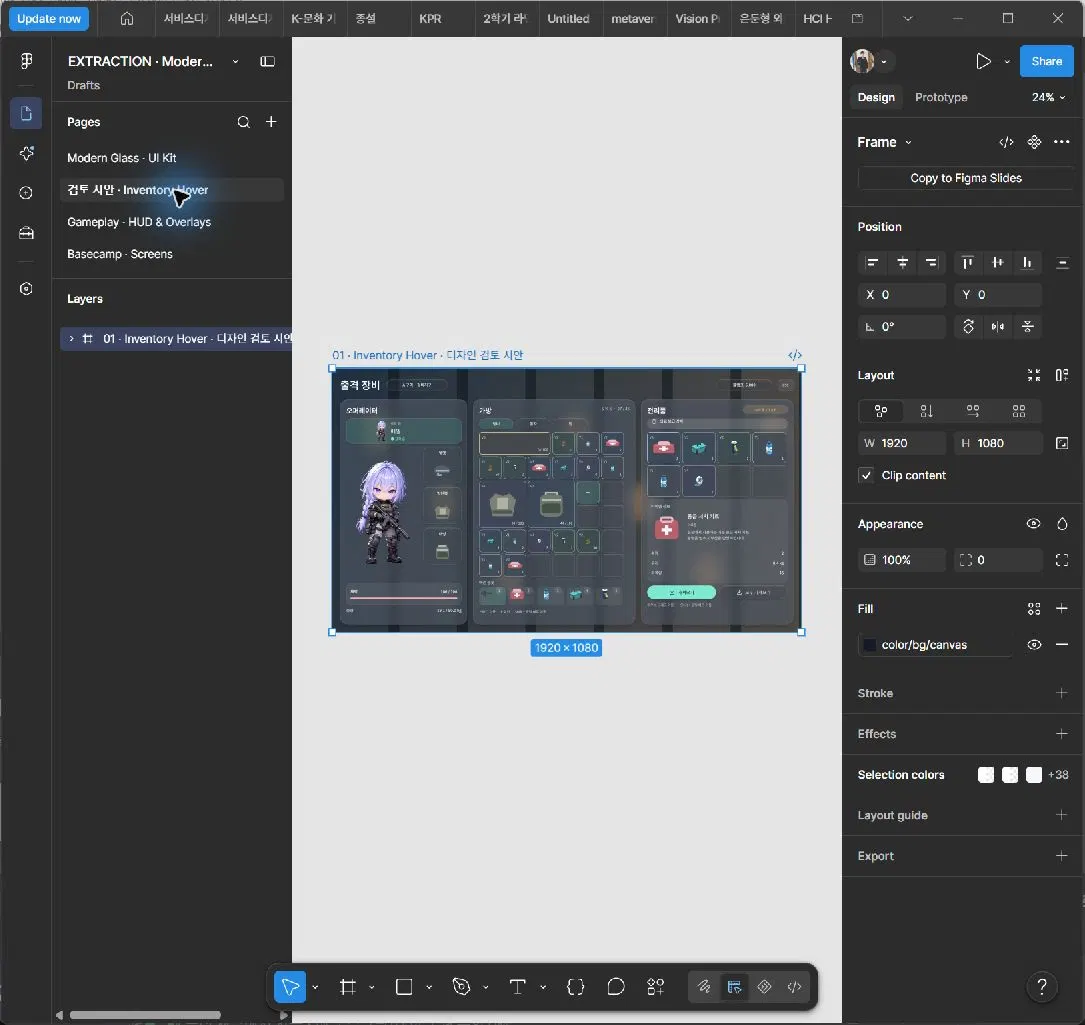 Update now
서비스디
서비스디
K-문화 기
종설
KPR
2학기 라
Untitled
metaver
Vision P
은둔형 외
HCI
EXTRACTION · Moder...
Drafts
Pages
Modern Glass · UI Kit
검토 시안 · Inventory Hover
Gameplay · HUD & Overlays
Basecamp · Screens
Layers
01 · Inventory Hover · 디자인 검토 시안
01 · Inventory Hover · 디자인 검토 시안
출격 장비
오퍼레이터
가방
전리품
1920 × 1080
Share
Design
Prototype
24%
Frame
Copy to Figma Slides
Position
X 0
Y 0
0°
Layout
W 1920
H 1080
Clip content
Appearance
100%
0
Fill
color/bg/canvas
Stroke
Effects
Selection colors
+38
Layout guide
Export
?